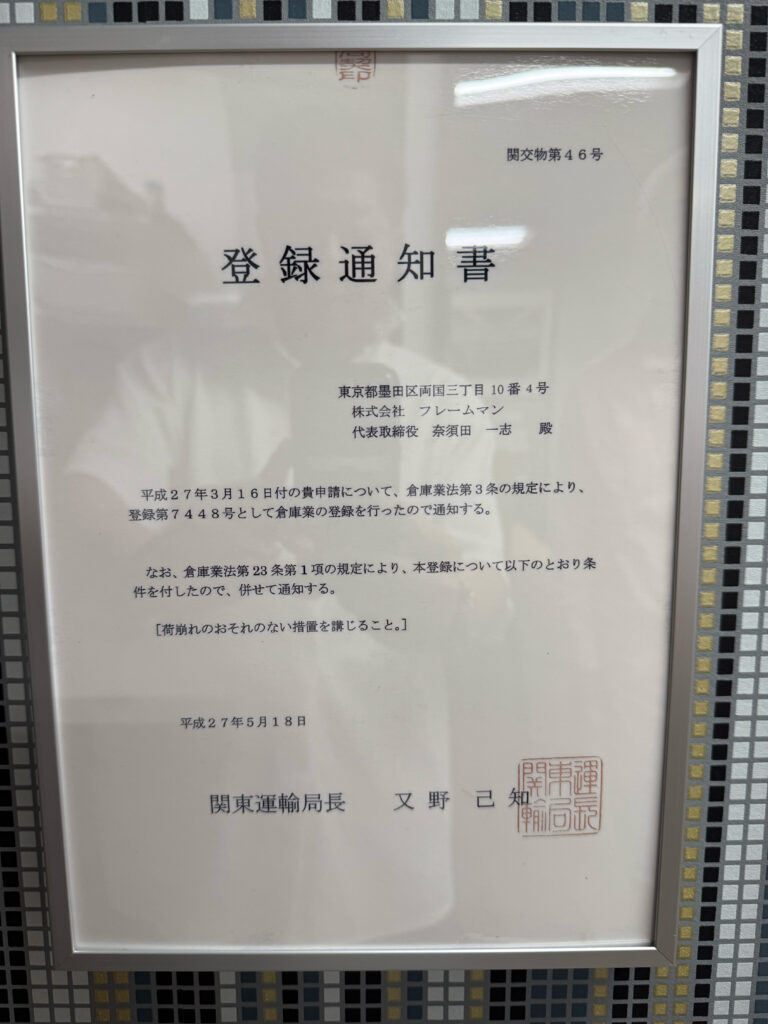 関交物第４６号
登録通知書
東京都墨田区両国三丁目10番4号
株式会社　フレームマン
代表取締役　奈須田　一志　殿
平成２７年３月１６日付の貴申請について、倉庫業法第３条の規定により、
登録第７４４８号として倉庫業の登録を行ったので通知する。
なお、倉庫業法第23条第１項の規定により、本登録について以下のとおり条
件を付したので、併せて通知する。
［荷崩れのおそれのない措置を講じること。］
平成２７年５月１８日
関東運輸局長　又野　己知